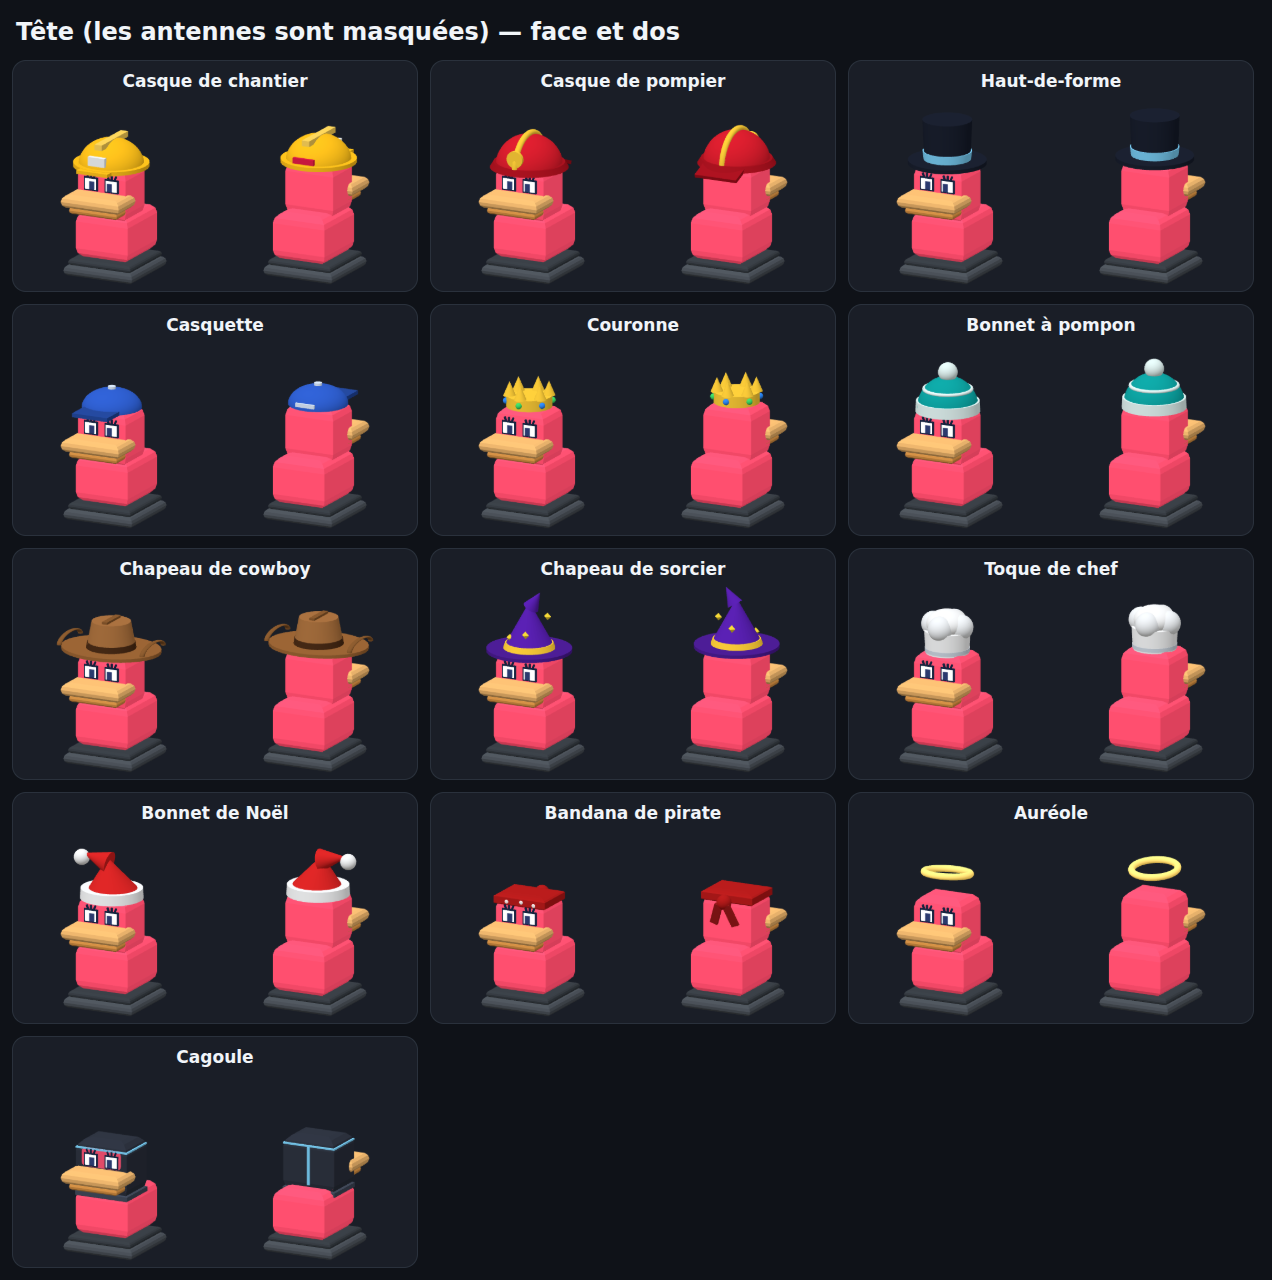 Tête (les antennes sont masquées) — face et dos
Casque de chantier
Casque de pompier
Haut-de-forme
Casquette
Couronne
Bonnet à pompon
Chapeau de cowboy
Chapeau de sorcier
Toque de chef
Bonnet de Noël
Bandana de pirate
Auréole
Cagoule